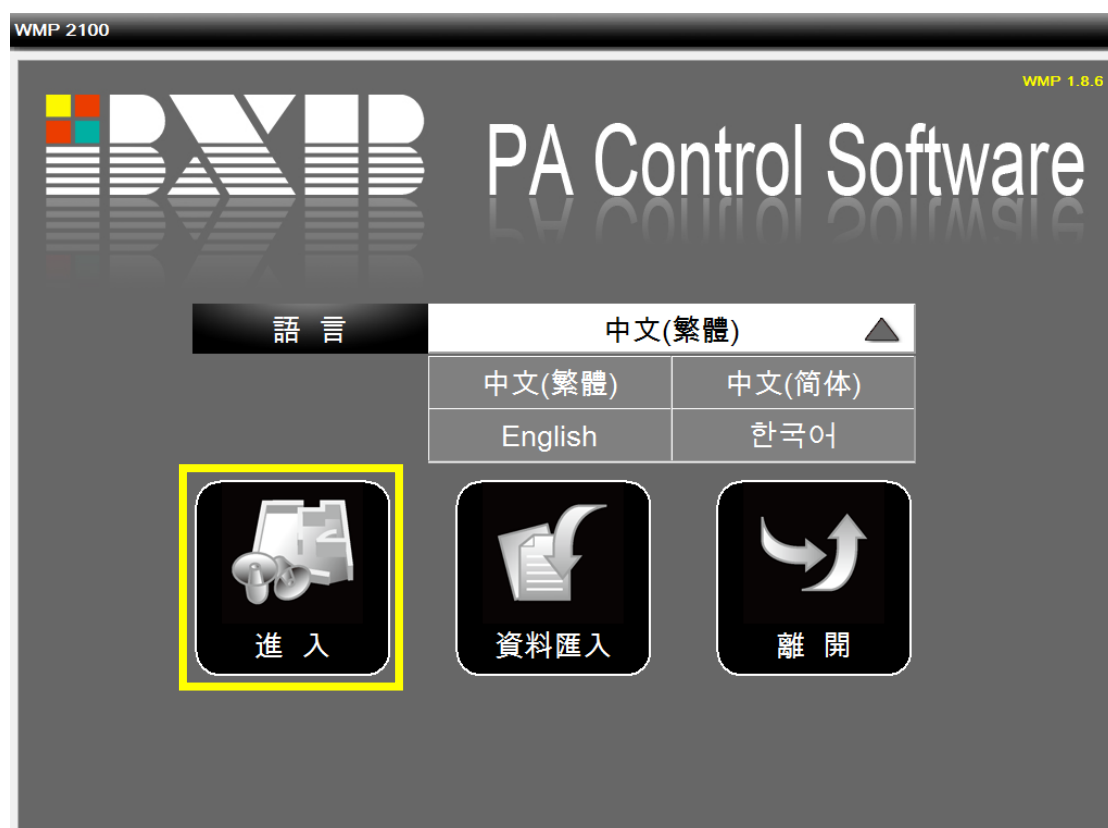 WMP 2100
WMP 1.8.6
BXB PA Control Software
語 言 中文(繁體)
中文(繁體) 中文(简体)
English 한국어
進 入 資料匯入 離 開